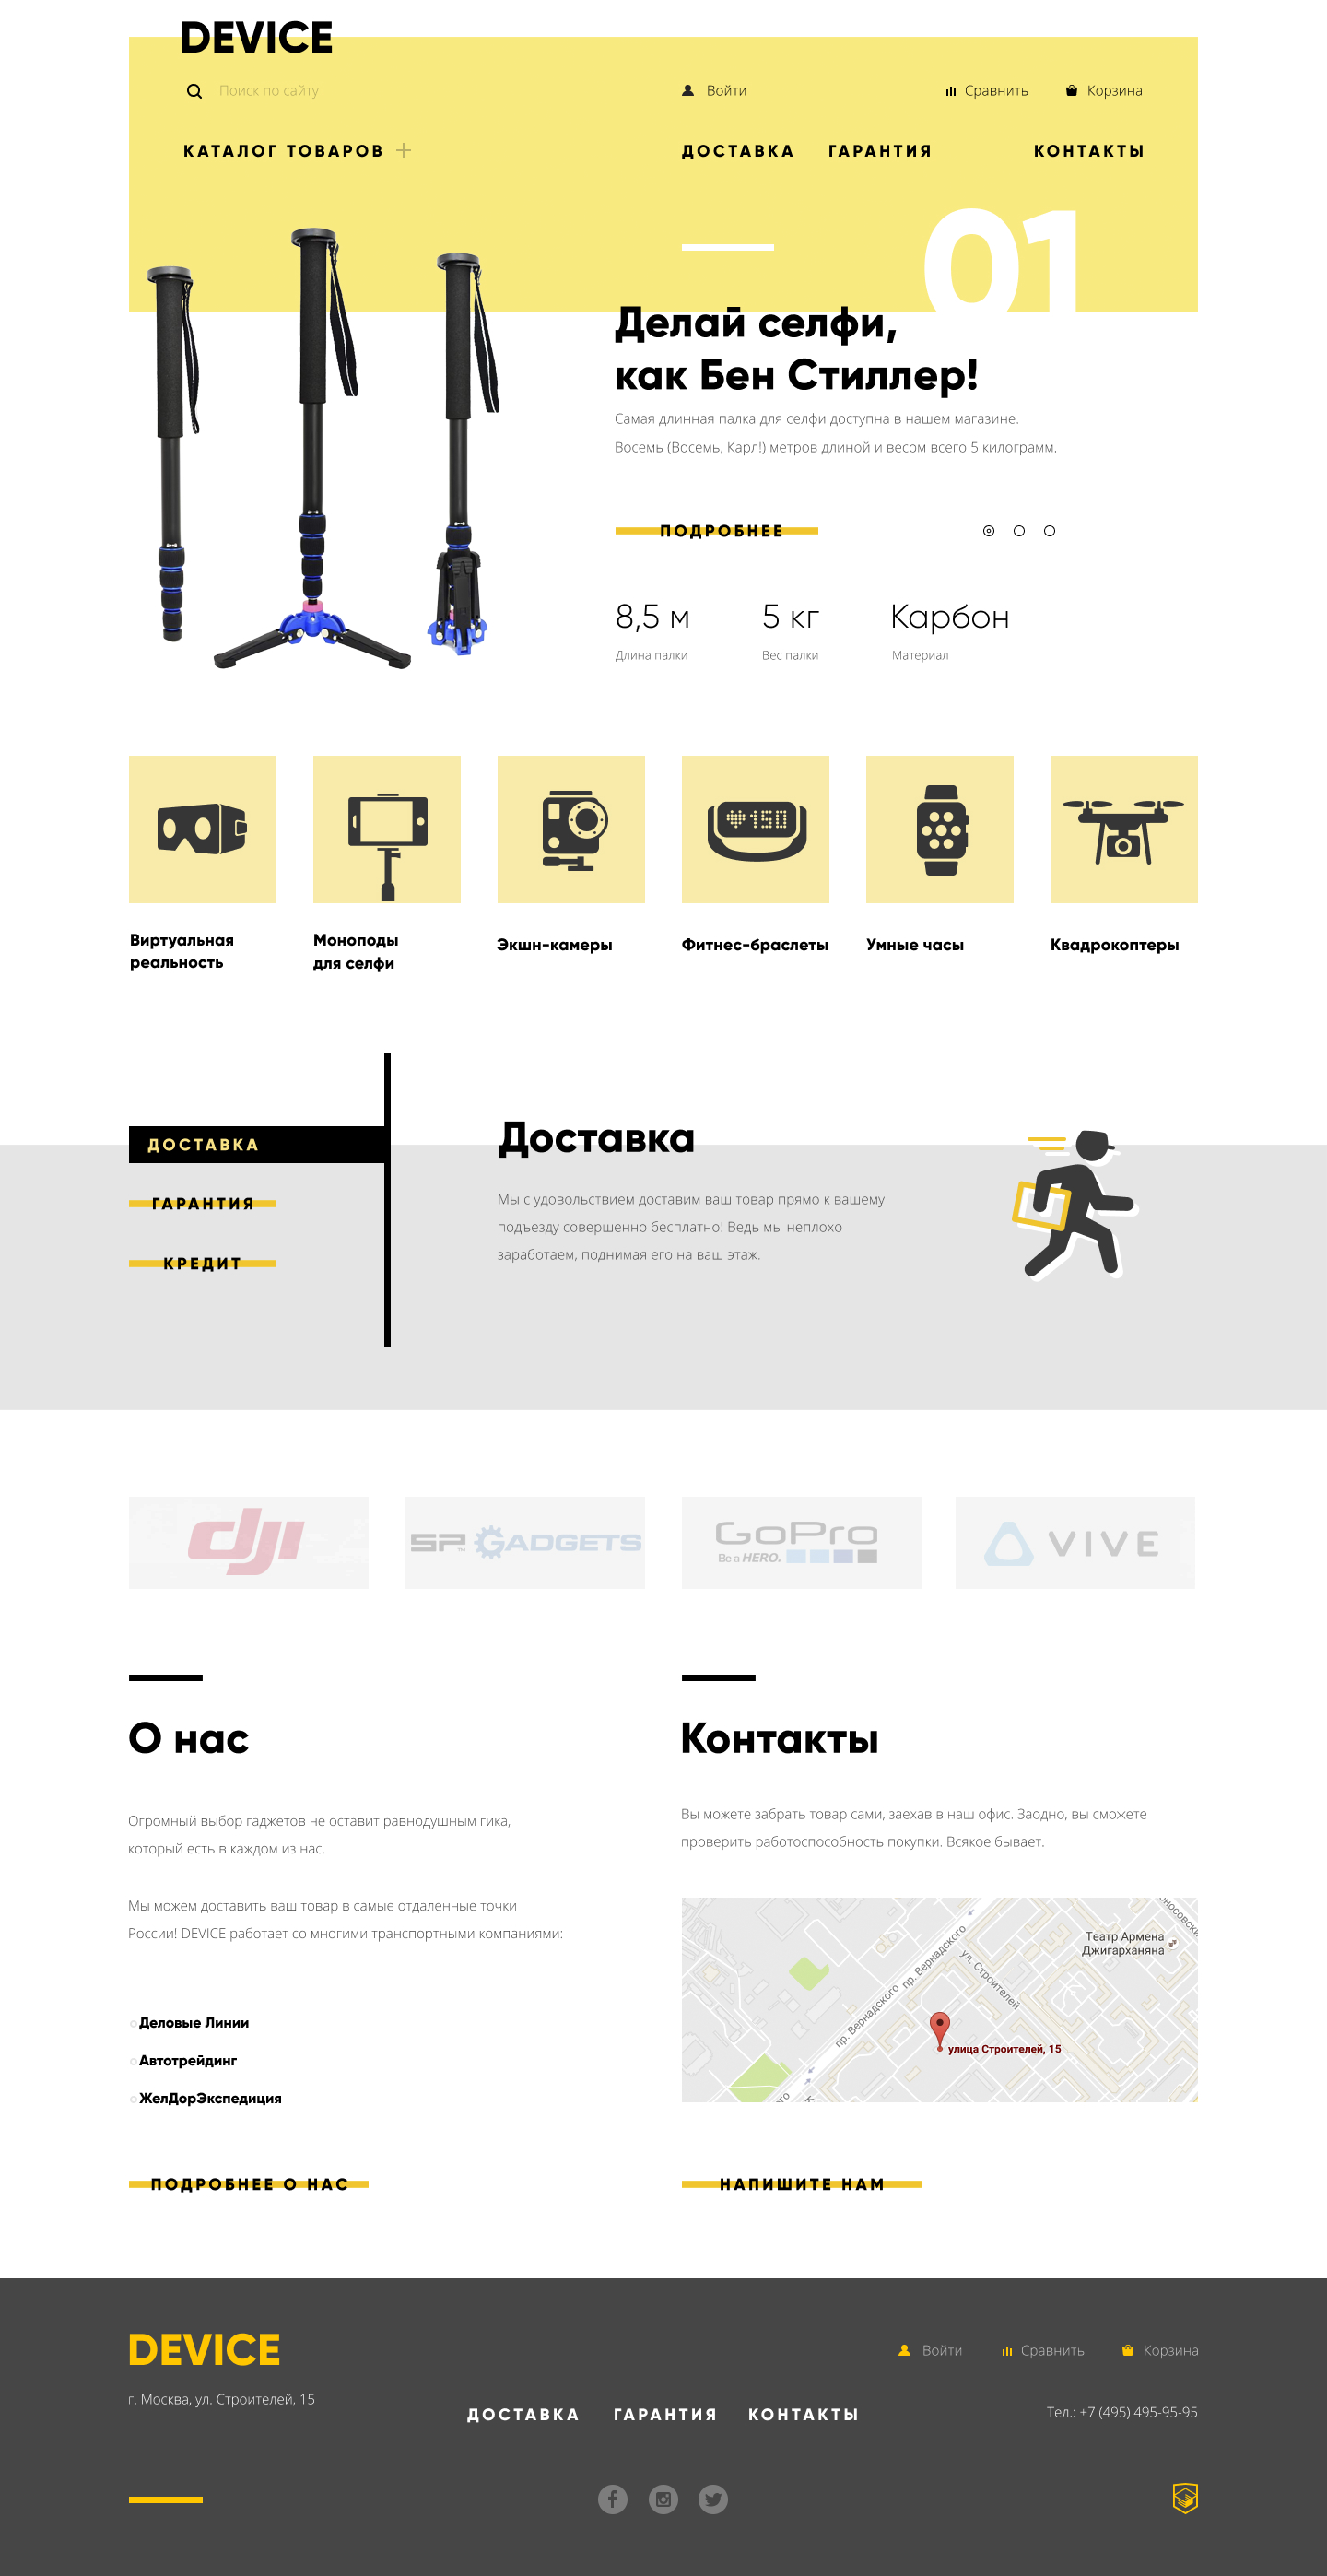 DEVICE
Поиск по сайту
Войти
Сравнить
Корзина
КАТАЛОГ ТОВАРОВ
ДОСТАВКА
ГАРАНТИЯ
КОНТАКТЫ
01
Делай селфи,
как Бен Стиллер!
Самая длинная палка для селфи доступна в нашем магазине.
Восемь (Восемь, Карл!) метров длиной и весом всего 5 килограмм.
ПОДРОБНЕЕ
8,5 м
5 кг
Карбон
Длина палки
Вес палки
Материал
150
Виртуальная
реальность
Моноподы
для селфи
Экшн-камеры
Фитнес-браслеты
Умные часы
Квадрокоптеры
ДОСТАВКА
ГАРАНТИЯ
КРЕДИТ
Доставка
Мы с удовольствием доставим ваш товар прямо к вашему
подъезду совершенно бесплатно! Ведь мы неплохо
заработаем, поднимая его на ваш этаж.
dji
SP GADGETS
GoPro
Be a HERO.
VIVE
О нас
Огромный выбор гаджетов не оставит равнодушным гика,
который есть в каждом из нас.
Мы можем доставить ваш товар в самые отдаленные точки
России! DEVICE работает со многими транспортными компаниями:
Деловые Линии
Автотрейдинг
ЖелДорЭкспедиция
ПОДРОБНЕЕ О НАС
Контакты
Вы можете забрать товар сами, заехав в наш офис. Заодно, вы сможете
проверить работоспособность покупки. Всякое бывает.
Театр Армена
Джигарханяна
пр. Вернадского
ул. Строителей
пр. Вернадского
улица Строителей, 15
НАПИШИТЕ НАМ
DEVICE
г. Москва, ул. Строителей, 15
Войти
Сравнить
Корзина
ДОСТАВКА
ГАРАНТИЯ
КОНТАКТЫ
Тел.: +7 (495) 495-95-95